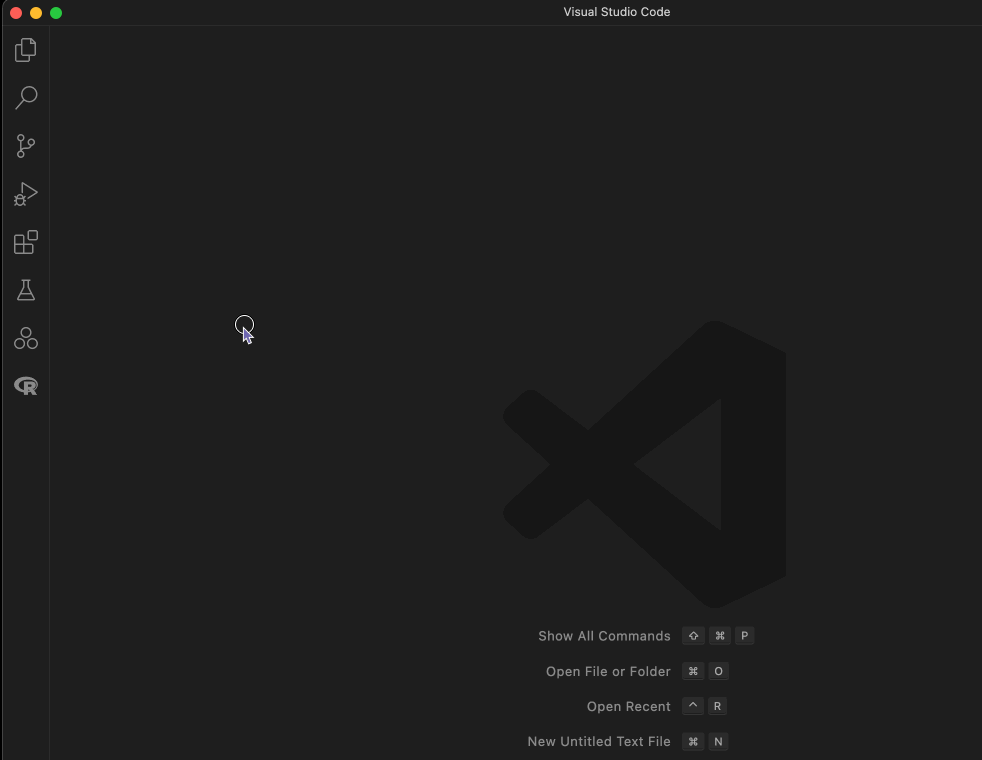 Visual Studio Code
R
Show All Commands ⇧ ⌘ P
Open File or Folder ⌘ O
Open Recent ^ R
New Untitled Text File ⌘ N